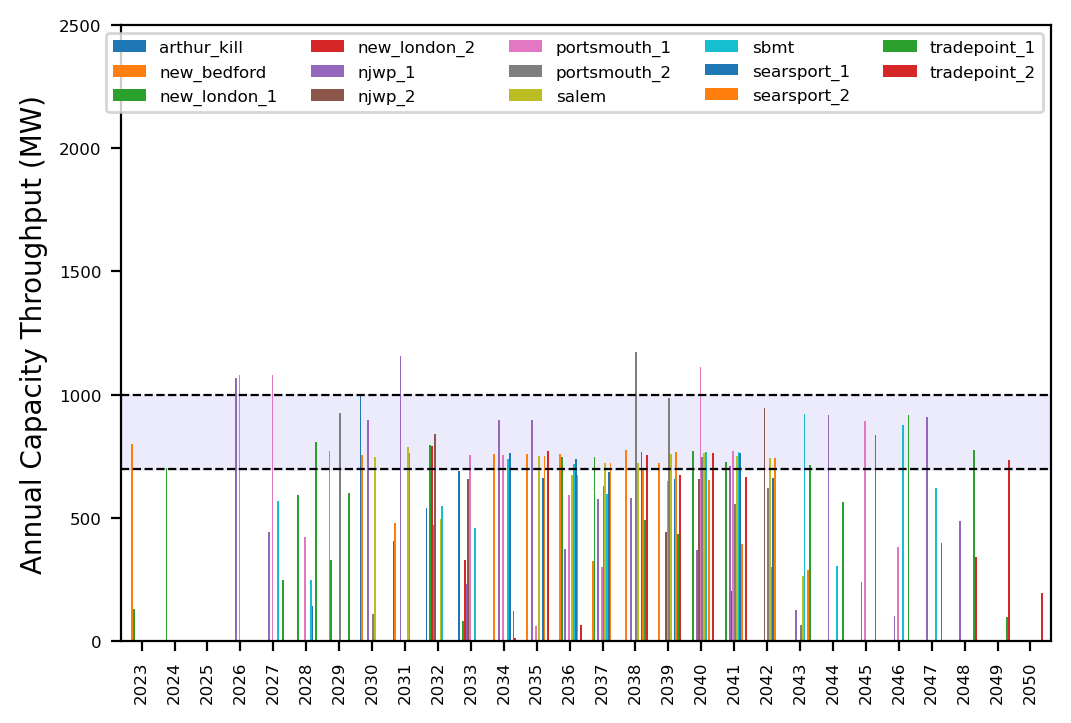 2500
2000
1500
1000
500
0
Annual Capacity Throughput (MW)
arthur_kill
new_bedford
new_london_1
new_london_2
njwp_1
njwp_2
portsmouth_1
portsmouth_2
salem
sbmt
searsport_1
searsport_2
tradepoint_1
tradepoint_2
2023
2024
2025
2026
2027
2028
2029
2030
2031
2032
2033
2034
2035
2036
2037
2038
2039
2040
2041
2042
2043
2044
2045
2046
2047
2048
2049
2050